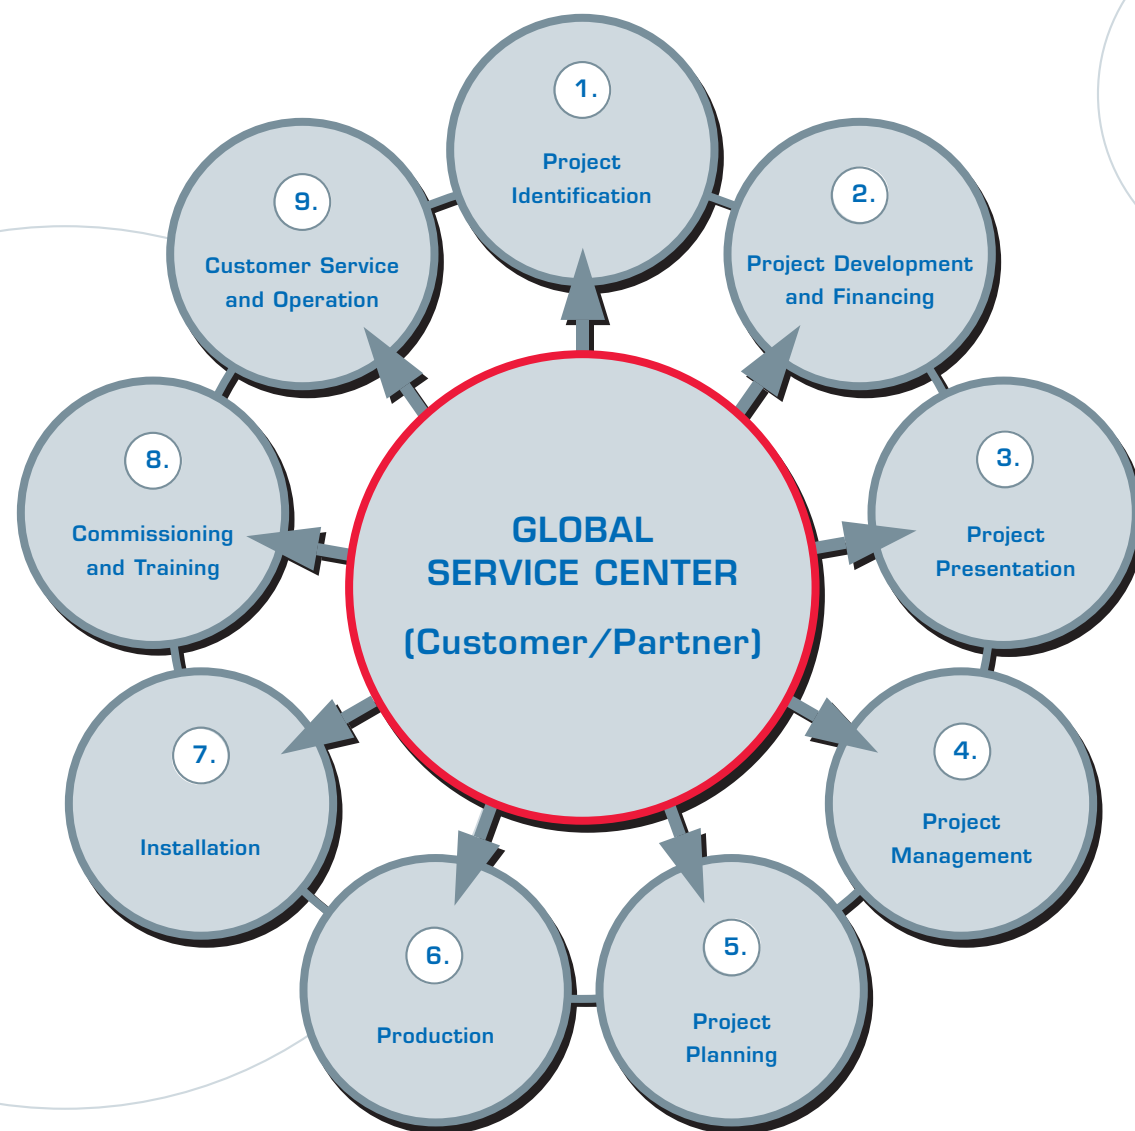 1.
Project
Identification
2.
Project Development
and Financing
3.
Project
Presentation
4.
Project
Management
5.
Project
Planning
6.
Production
7.
Installation
8.
Commissioning
and Training
9.
Customer Service
and Operation
GLOBAL
SERVICE CENTER
(Customer/Partner)